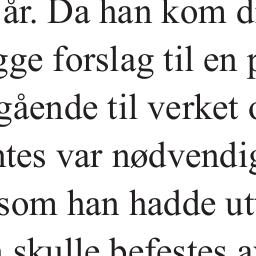 år. Da han kom
gge forslag til en
gående til verket
ntes var nødvendig
som han hadde ut
skulle befestes